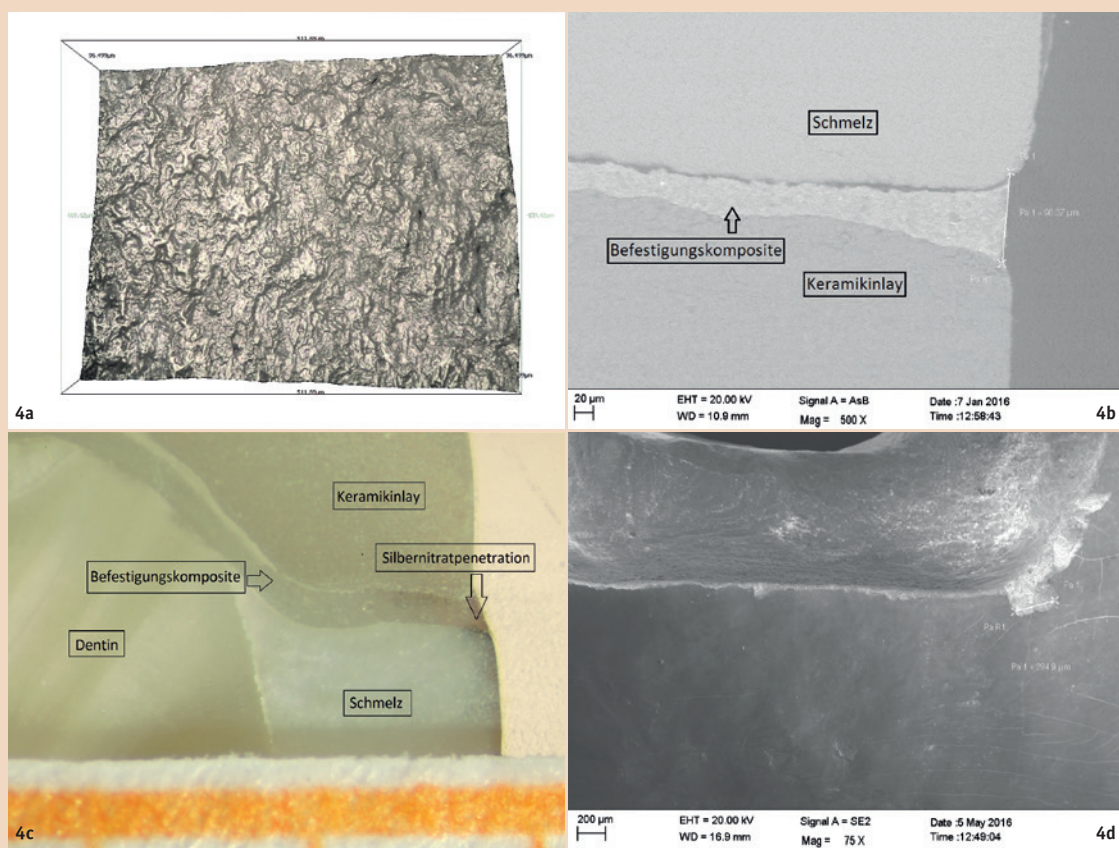 4a
Schmelz
Befestigungskomposite
Keramikinlay
20 µm
EHT = 20.00 kV
WD = 10.9 mm
Signal A = AsB
Mag = 500 X
Date :7 Jan 2016
Time :12:58:43
4b
Keramikinlay
Silbernitratpenetration
Befestigungskomposite
Dentin
Schmelz
4c
200 µm
EHT = 20.00 kV
WD = 16.9 mm
Signal A = SE2
Mag = 75 X
Date :5 May 2016
Time :12:49:04
4d